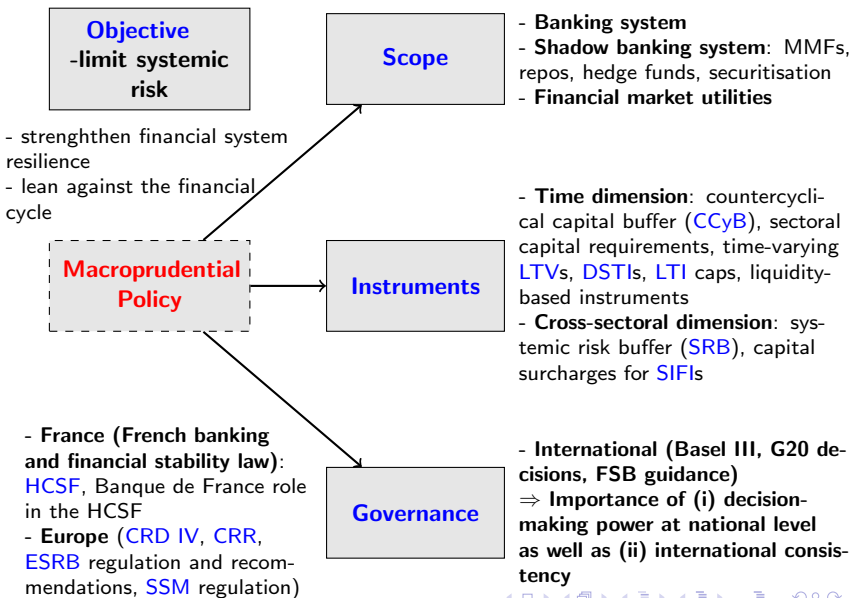 Objective
-limit systemic
risk
- strenghthen financial system
resilience
- lean against the financial
cycle
Scope
- Banking system
- Shadow banking system: MMFs,
repos, hedge funds, securitisation
- Financial market utilities
Macroprudential
Policy
Instruments
- Time dimension: countercycli-
cal capital buffer (CCyB), sectoral
capital requirements, time-varying
LTVs, DSTIs, LTI caps, liquidity-
based instruments
- Cross-sectoral dimension: sys-
temic risk buffer (SRB), capital
surcharges for SIFIs
- France (French banking
and financial stability law):
HCSF, Banque de France role
in the HCSF
- Europe (CRD IV, CRR,
ESRB regulation and recom-
mendations, SSM regulation)
Governance
- International (Basel III, G20 de-
cisions, FSB guidance)
⇒ Importance of (i) decision-
making power at national level
as well as (ii) international consis-
tency